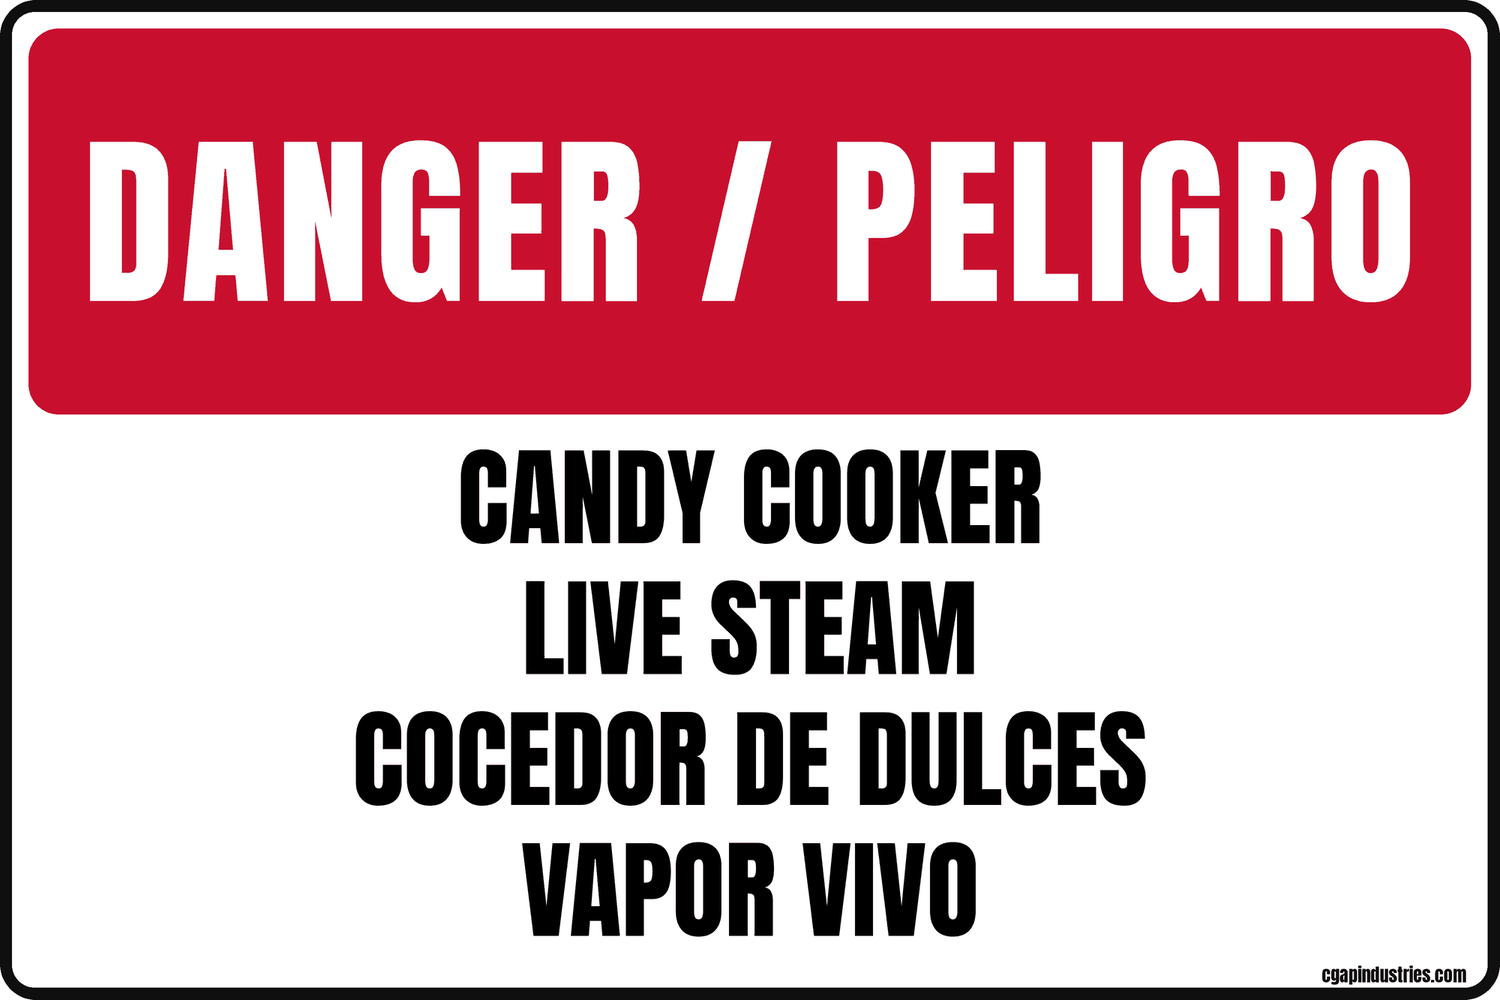 DANGER / PELIGRO
CANDY COOKER
LIVE STEAM
COCEDOR DE DULCES
VAPOR VIVO
cgapindustries.com